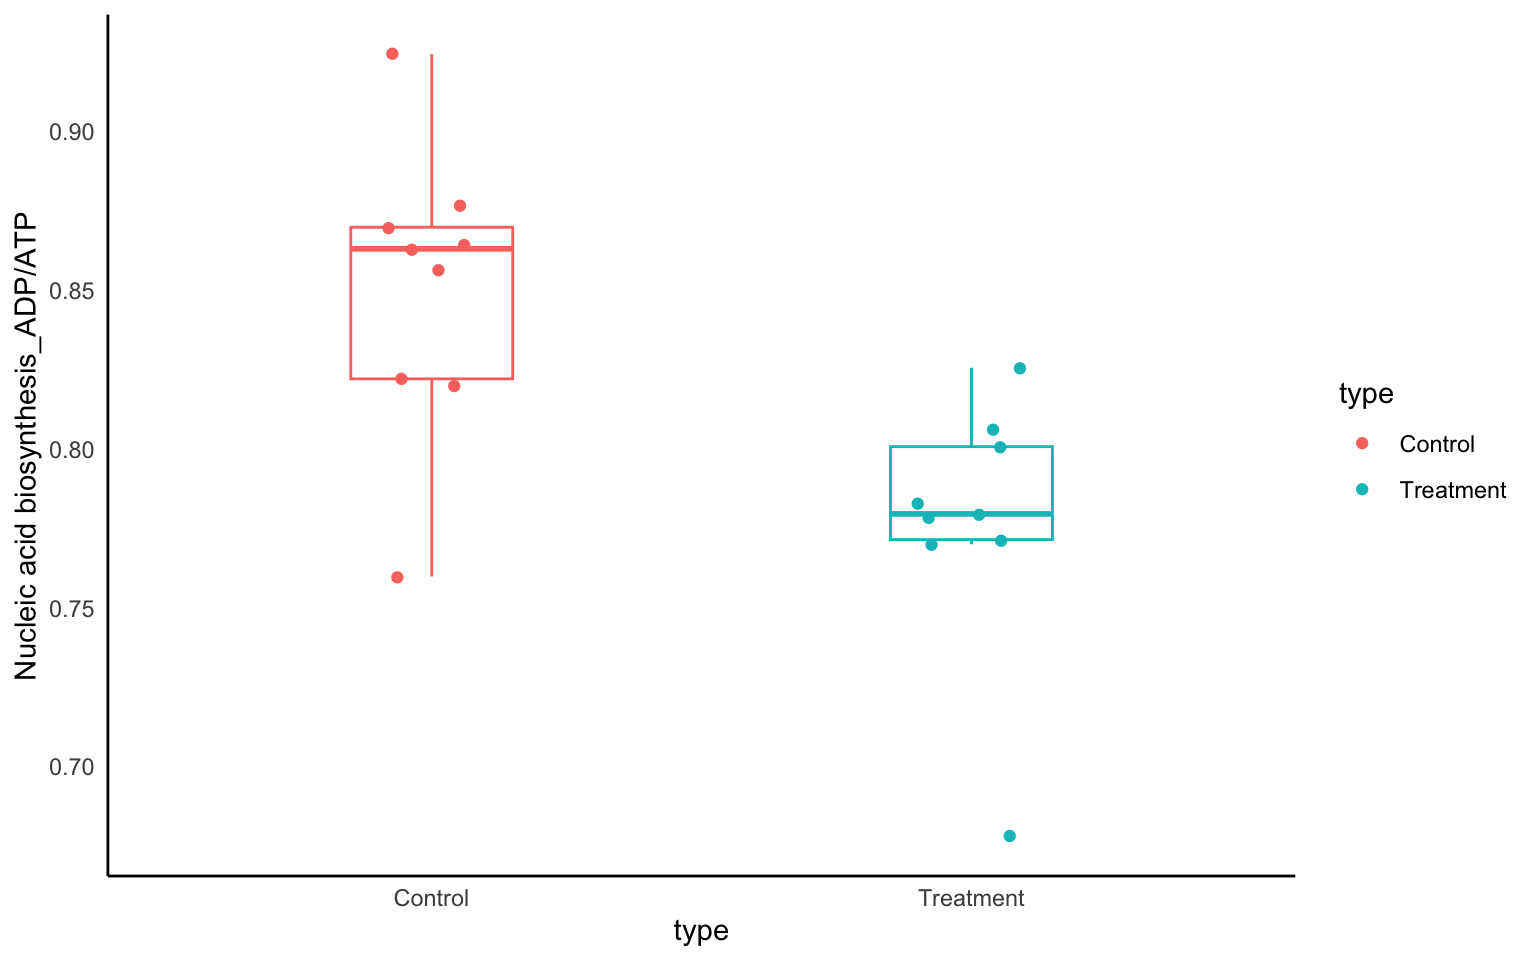 Nucleic acid biosynthesis_ADP/ATP
0.90
0.85
0.80
0.75
0.70
Control
Treatment
type
type
Control
Treatment